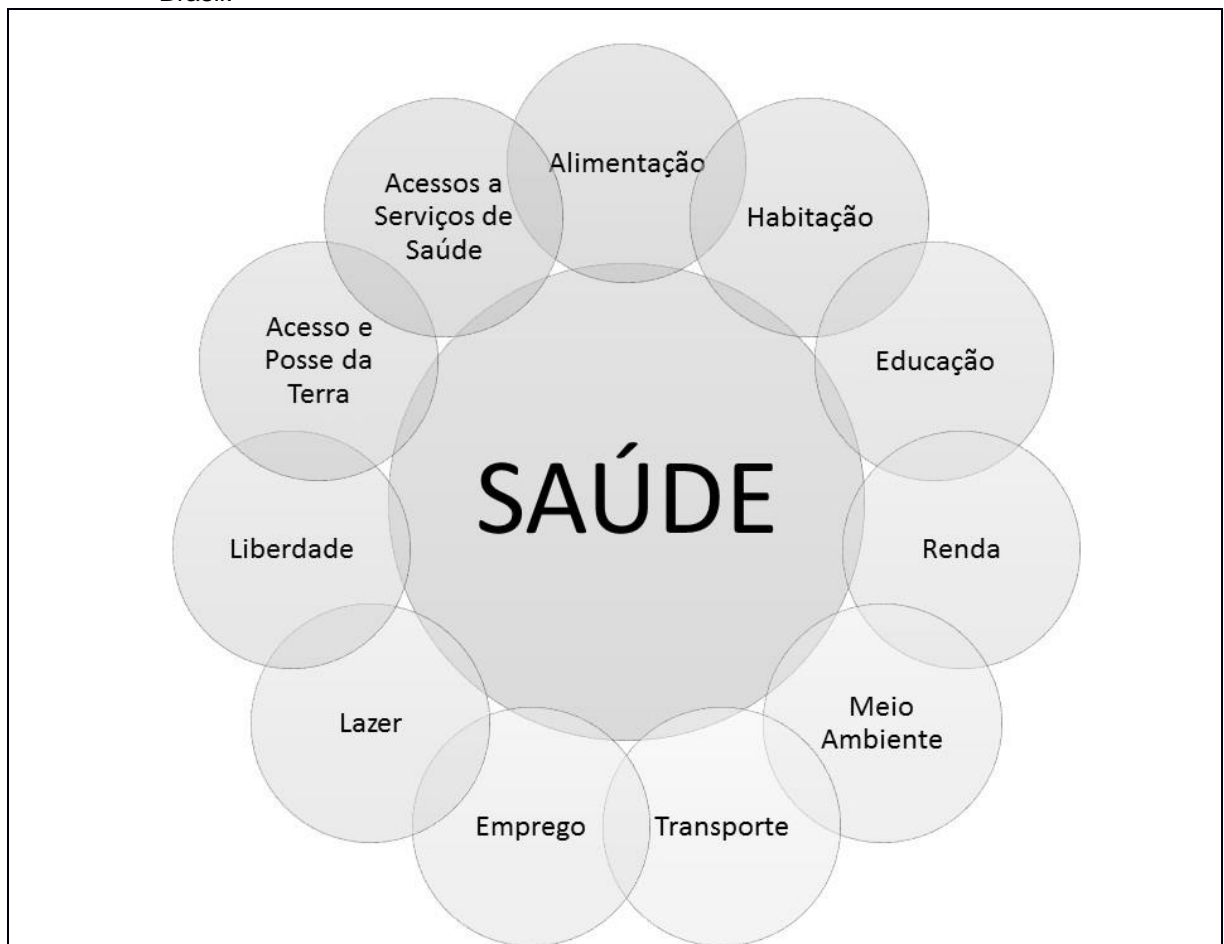 Alimentação
Habitação
Educação
Renda
Meio
Ambiente
Transporte
Emprego
Lazer
Liberdade
Acesso e
Posse da
Terra
Acessos a
Serviços de
Saúde
SAÚDE